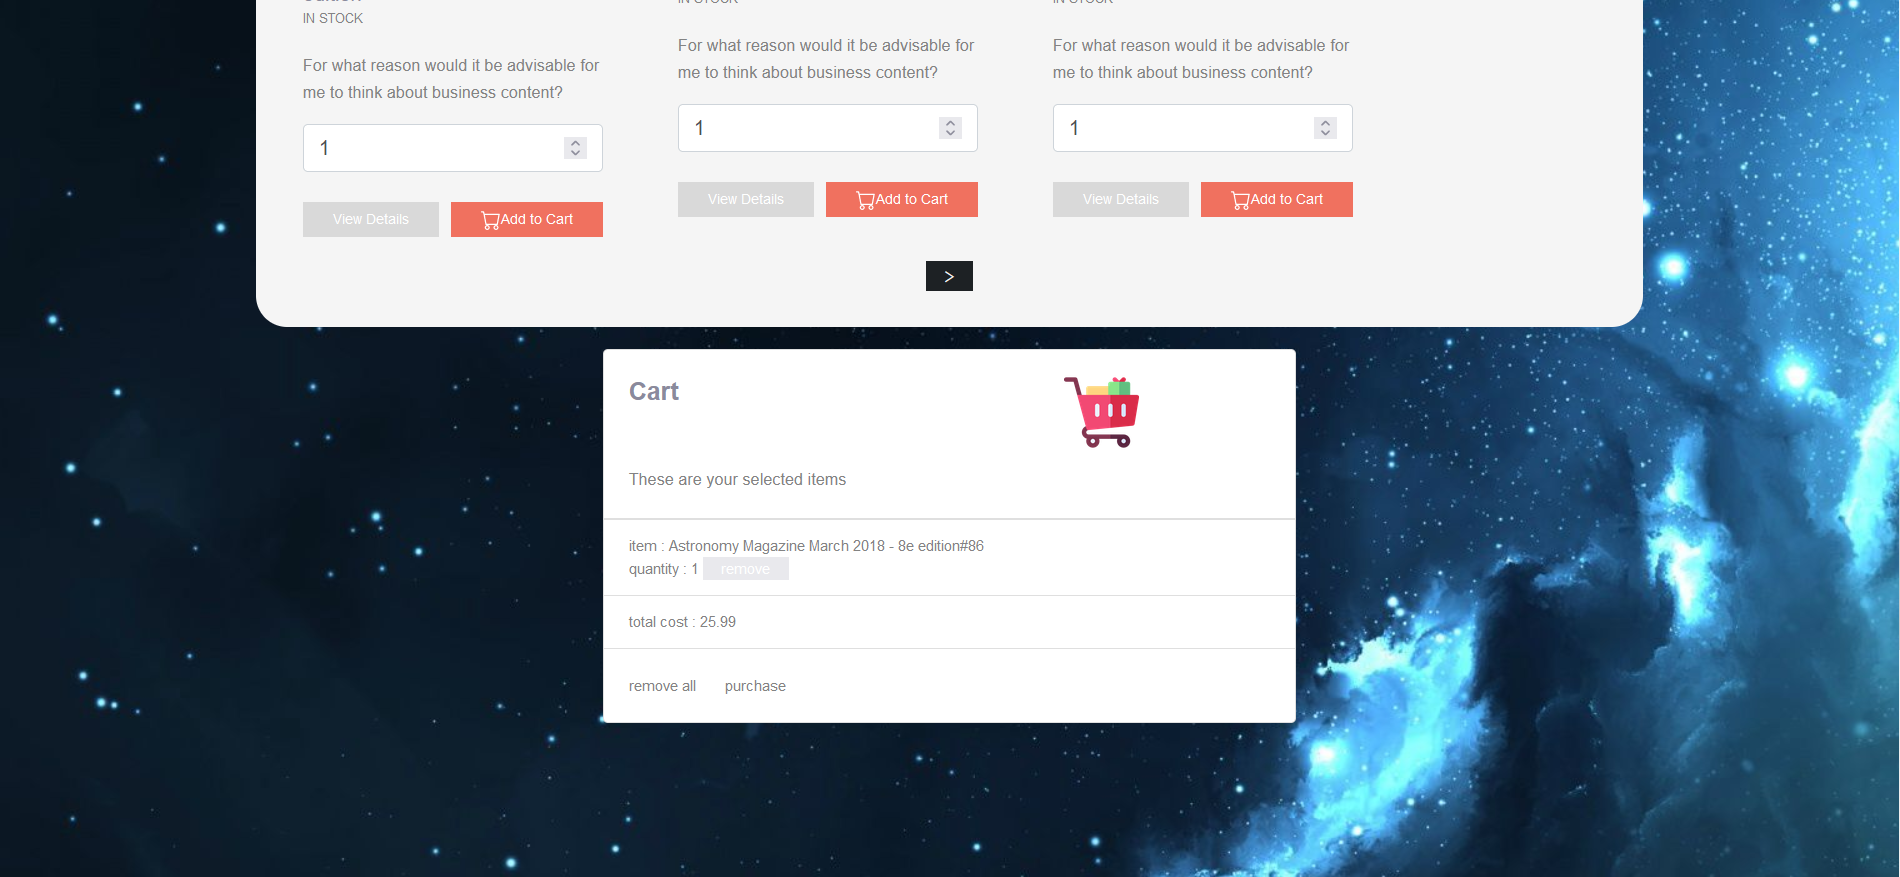 IN STOCK
For what reason would it be advisable for
me to think about business content?
1
View Details
Add to Cart
For what reason would it be advisable for
me to think about business content?
1
View Details
Add to Cart
For what reason would it be advisable for
me to think about business content?
1
View Details
Add to Cart
>
Cart
These are your selected items
item : Astronomy Magazine March 2018 - 8e edition#86
quantity : 1 remove
total cost : 25.99
remove all purchase